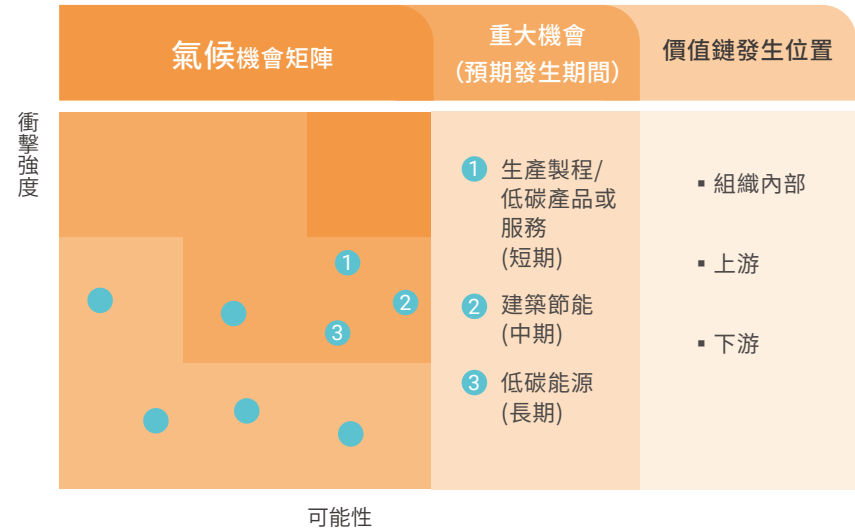 氣候機會矩陣
重大機會
(預期發生期間)
價值鏈發生位置
衝擊強度
1
2
3
可能性
1 生產製程/
低碳產品或
服務
(短期)
2 建築節能
(中期)
3 低碳能源
(長期)
▪ 組織內部
▪ 上游
▪ 下游